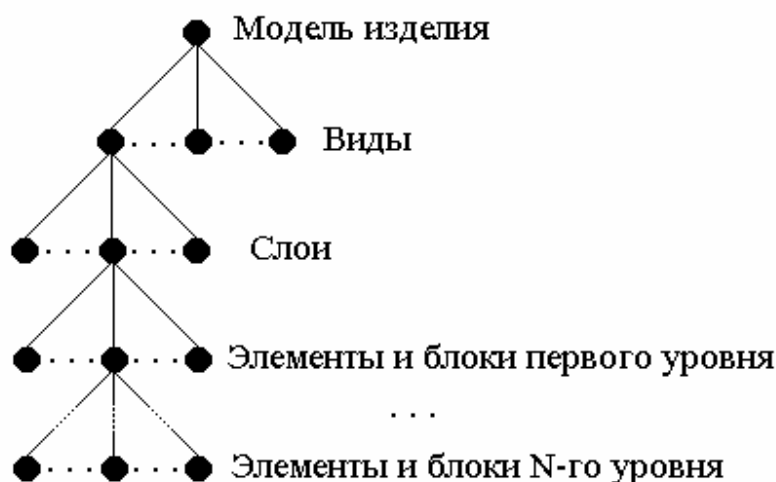 Модель изделия
Виды
Слои
Элементы и блоки первого уровня
. . .
Элементы и блоки N-го уровня